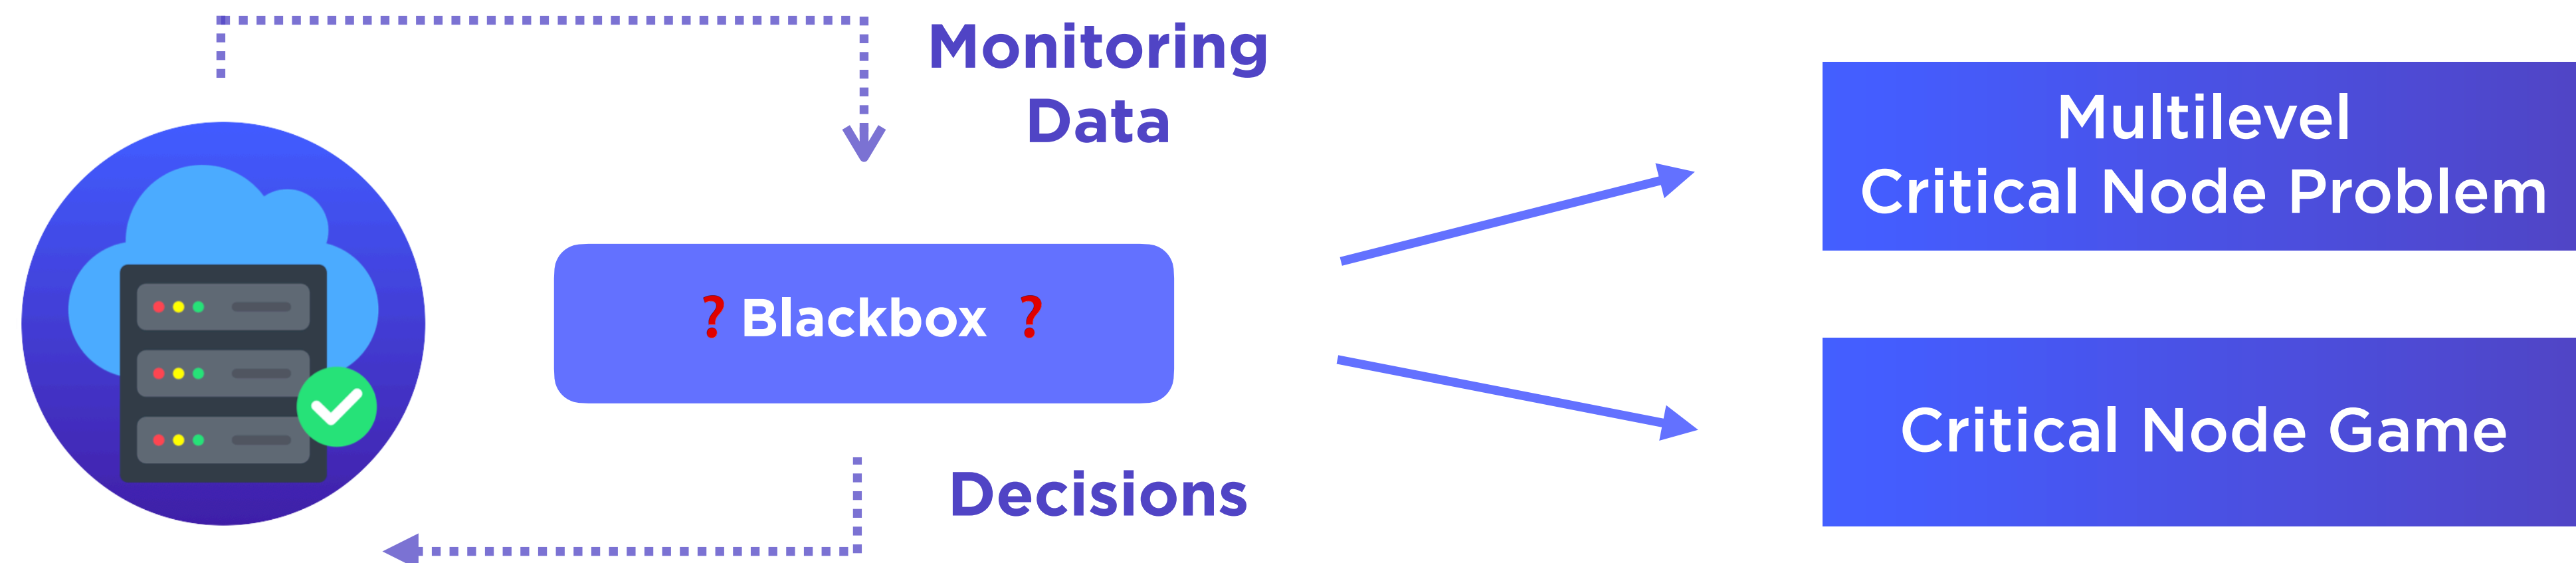 Monitoring
Data
? Blackbox ?
Decisions
Multilevel
Critical Node Problem
Critical Node Game